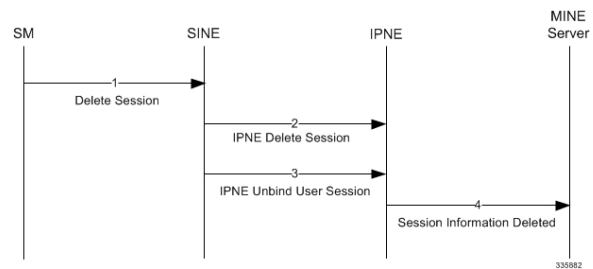 SM
SINE
IPNE
MINE
Server
1
Delete Session
2
IPNE Delete Session
3
IPNE Unbind User Session
4
Session Information Deleted
335882